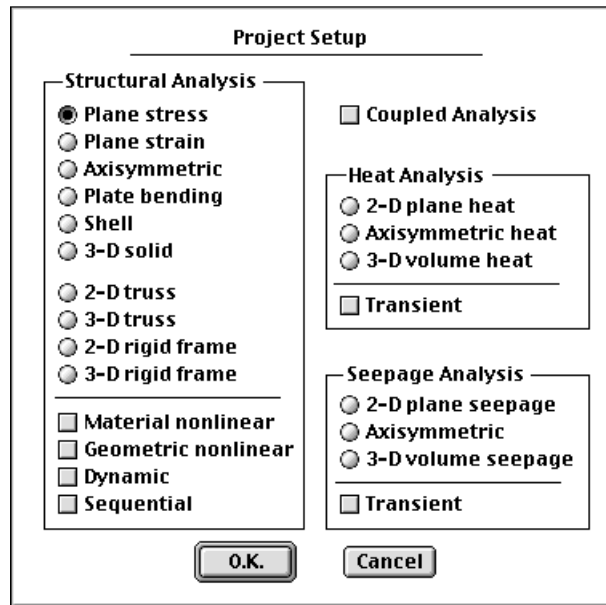 Project Setup
Structural Analysis
Plane stress
Plane strain
Axisymmetric
Plate bending
Shell
3-D solid
2-D truss
3-D truss
2-D rigid frame
3-D rigid frame
Material nonlinear
Geometric nonlinear
Dynamic
Sequential
Coupled Analysis
Heat Analysis
2-D plane heat
Axisymmetric heat
3-D volume heat
Transient
Seepage Analysis
2-D plane seepage
Axisymmetric
3-D volume seepage
Transient
O.K.
Cancel